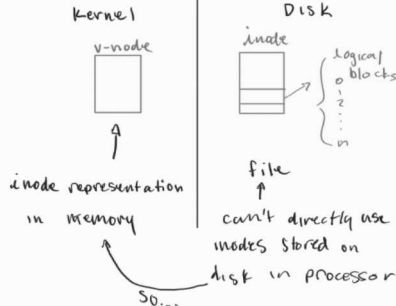 Kernel
v-node
inode representation
in memory
Disk
inode
logical
blocks
0
1
2
n
file
can't directly use
inodes stored on
disk in processor
so...